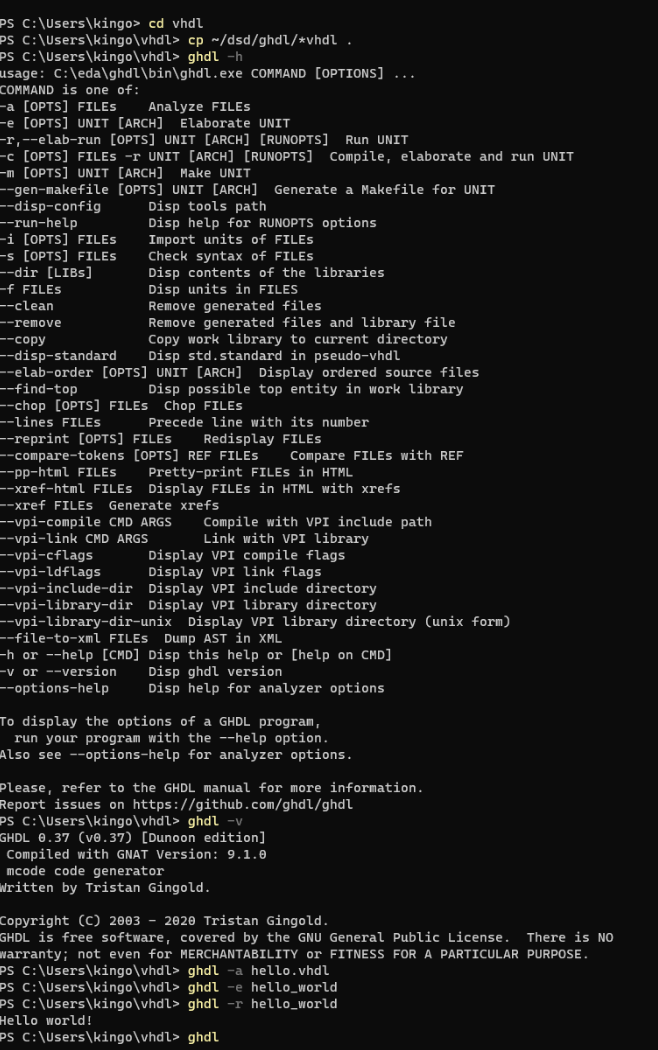 PS C:\Users\kingo> cd vhdl
PS C:\Users\kingo\vhdl> cp ~/dsd/ghdl/*vhdl .
PS C:\Users\kingo\vhdl> ghdl -h
usage: C:\eda\ghdl\bin\ghdl.exe COMMAND [OPTIONS] ...
COMMAND is one of:
-a [OPTS] FILEs    Analyze FILEs
-e [OPTS] UNIT [ARCH]  Elaborate UNIT
-r,--elab-run [OPTS] UNIT [ARCH] [RUNOPTS]  Run UNIT
-c [OPTS] FILEs -r UNIT [ARCH] [RUNOPTS]  Compile, elaborate and run UNIT
-m [OPTS] UNIT [ARCH]  Make UNIT
--gen-makefile [OPTS] UNIT [ARCH]  Generate a Makefile for UNIT
--disp-config      Disp tools path
--run-help         Disp help for RUNOPTS options
-i [OPTS] FILEs    Import units of FILEs
-s [OPTS] FILEs    Check syntax of FILEs
--dir [LIBs]       Disp contents of the libraries
-f FILEs           Disp units in FILES
--clean            Remove generated files
--remove           Remove generated files and library file
--copy             Copy work library to current directory
--disp-standard    Disp std.standard in pseudo-vhdl
--elab-order [OPTS] UNIT [ARCH]  Display ordered source files
--find-top         Disp possible top entity in work library
--chop [OPTS] FILEs  Chop FILEs
--lines FILEs      Precede line with its number
--reprint [OPTS] FILEs    Redisplay FILEs
--compare-tokens [OPTS] REF FILEs    Compare FILEs with REF
--pp-html FILEs    Pretty-print FILEs in HTML
--xref-html FILEs  Display FILEs in HTML with xrefs
--xref FILEs  Generate xrefs
--vpi-compile CMD ARGS    Compile with VPI include path
--vpi-link CMD ARGS       Link with VPI library
--vpi-cflags       Display VPI compile flags
--vpi-ldflags      Display VPI link flags
--vpi-include-dir  Display VPI include directory
--vpi-library-dir  Display VPI library directory
--vpi-library-dir-unix  Display VPI library directory (unix form)
--file-to-xml FILEs  Dump AST in XML
-h or --help [CMD] Disp this help or [help on CMD]
-v or --version    Disp ghdl version
--options-help     Disp help for analyzer options

To display the options of a GHDL program,
  run your program with the --help option.
Also see --options-help for analyzer options.

Please, refer to the GHDL manual for more information.
Report issues on https://github.com/ghdl/ghdl
PS C:\Users\kingo\vhdl> ghdl -v
GHDL 0.37 (v0.37) [Dunoon edition]
 Compiled with GNAT Version: 9.1.0
 mcode code generator
Written by Tristan Gingold.

Copyright (C) 2003 - 2020 Tristan Gingold.
GHDL is free software, covered by the GNU General Public License.  There is NO
warranty; not even for MERCHANTABILITY or FITNESS FOR A PARTICULAR PURPOSE.
PS C:\Users\kingo\vhdl> ghdl -a hello.vhdl
PS C:\Users\kingo\vhdl> ghdl -e hello_world
PS C:\Users\kingo\vhdl> ghdl -r hello_world
Hello world!
PS C:\Users\kingo\vhdl> ghdl